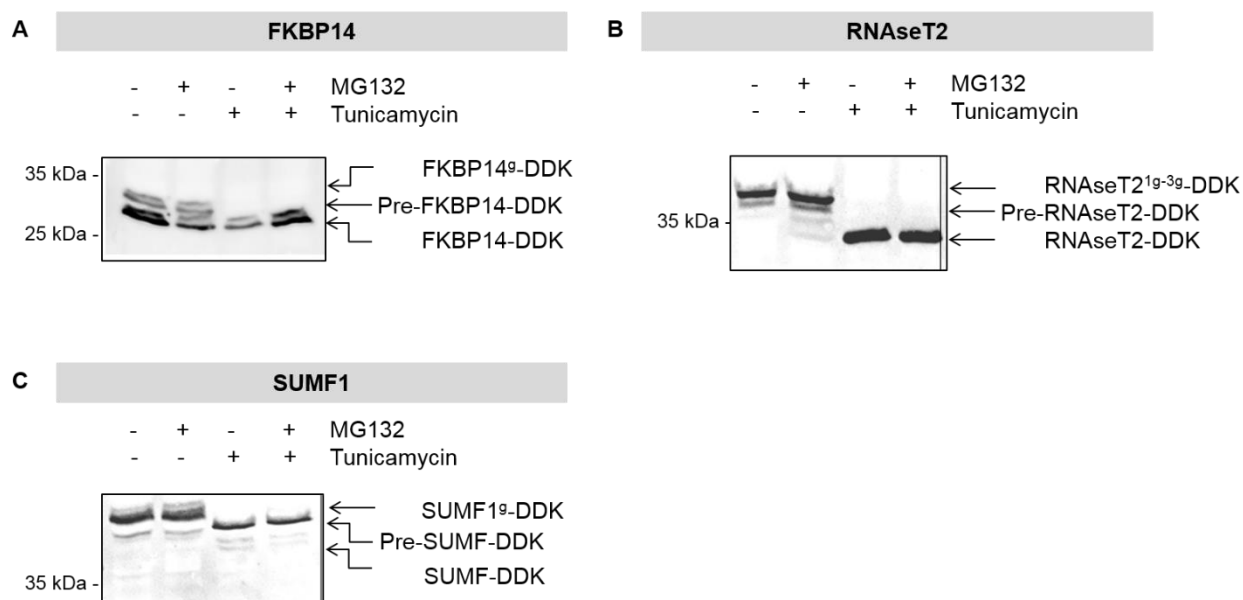 A
FKBP14
- + - + MG132
- - + + Tunicamycin
35 kDa -
25 kDa -
FKBP14ᵍ-DDK
Pre-FKBP14-DDK
FKBP14-DDK
B
RNAseT2
- + - + MG132
- - + + Tunicamycin
35 kDa -
RNAseT2¹ᵍ⁻³ᵍ-DDK
Pre-RNAseT2-DDK
RNAseT2-DDK
C
SUMF1
- + - + MG132
- - + + Tunicamycin
35 kDa -
SUMF1ᵍ-DDK
Pre-SUMF-DDK
SUMF-DDK